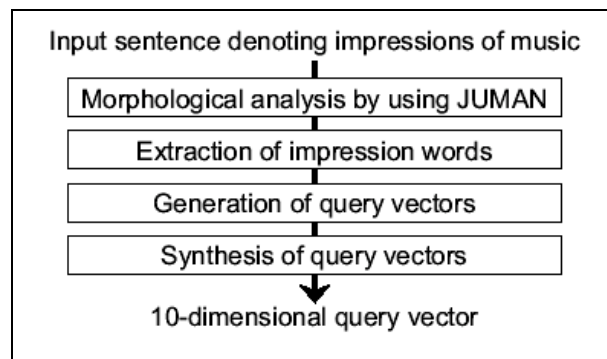 Input sentence denoting impressions of music
Morphological analysis by using JUMAN
Extraction of impression words
Generation of query vectors
Synthesis of query vectors
10-dimensional query vector